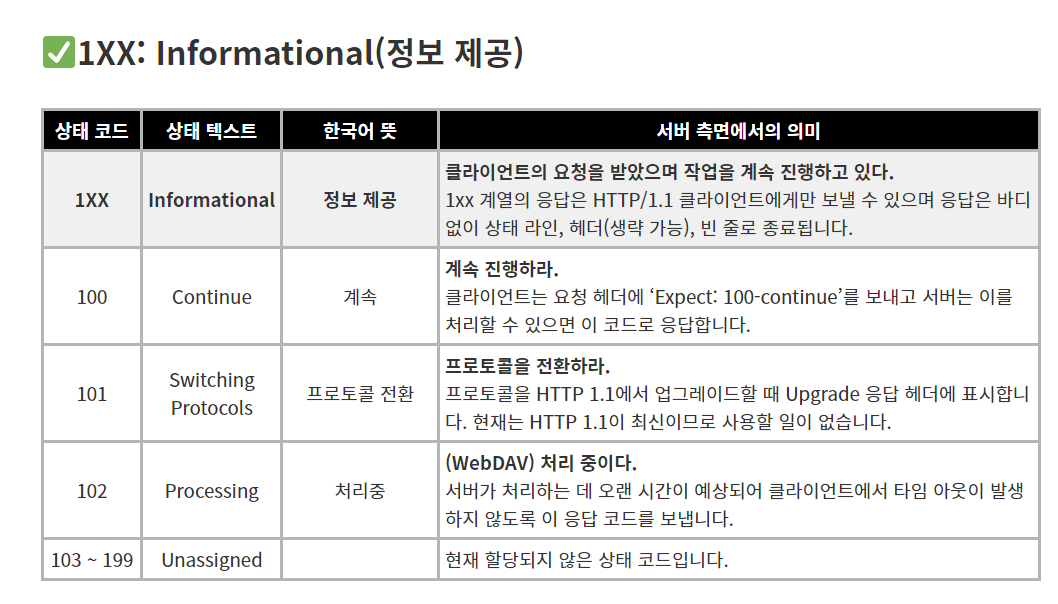 ✅1XX: Informational(정보 제공)
상태 코드 상태 텍스트 한국어 뜻 서버 측면에서의 의미
1XX Informational 정보 제공 클라이언트의 요청을 받았으며 작업을 계속 진행하고 있다.
1xx 계열의 응답은 HTTP/1.1 클라이언트에게만 보낼 수 있으며 응답은 바디
없이 상태 라인, 헤더(생략 가능), 빈 줄로 종료됩니다.
100 Continue 계속 계속 진행하라.
클라이언트는 요청 헤더에 ‘Expect: 100-continue’를 보내고 서버는 이를
처리할 수 있으면 이 코드로 응답합니다.
101 Switching
Protocols 프로토콜 전환 프로토콜을 전환하라.
프로토콜을 HTTP 1.1에서 업그레이드할 때 Upgrade 응답 헤더에 표시합니
다. 현재는 HTTP 1.1이 최신이므로 사용할 일이 없습니다.
102 Processing 처리중 (WebDAV) 처리 중이다.
서버가 처리하는 데 오랜 시간이 예상되어 클라이언트에서 타임 아웃이 발생
하지 않도록 이 응답 코드를 보냅니다.
103 ~ 199 Unassigned 현재 할당되지 않은 상태 코드입니다.